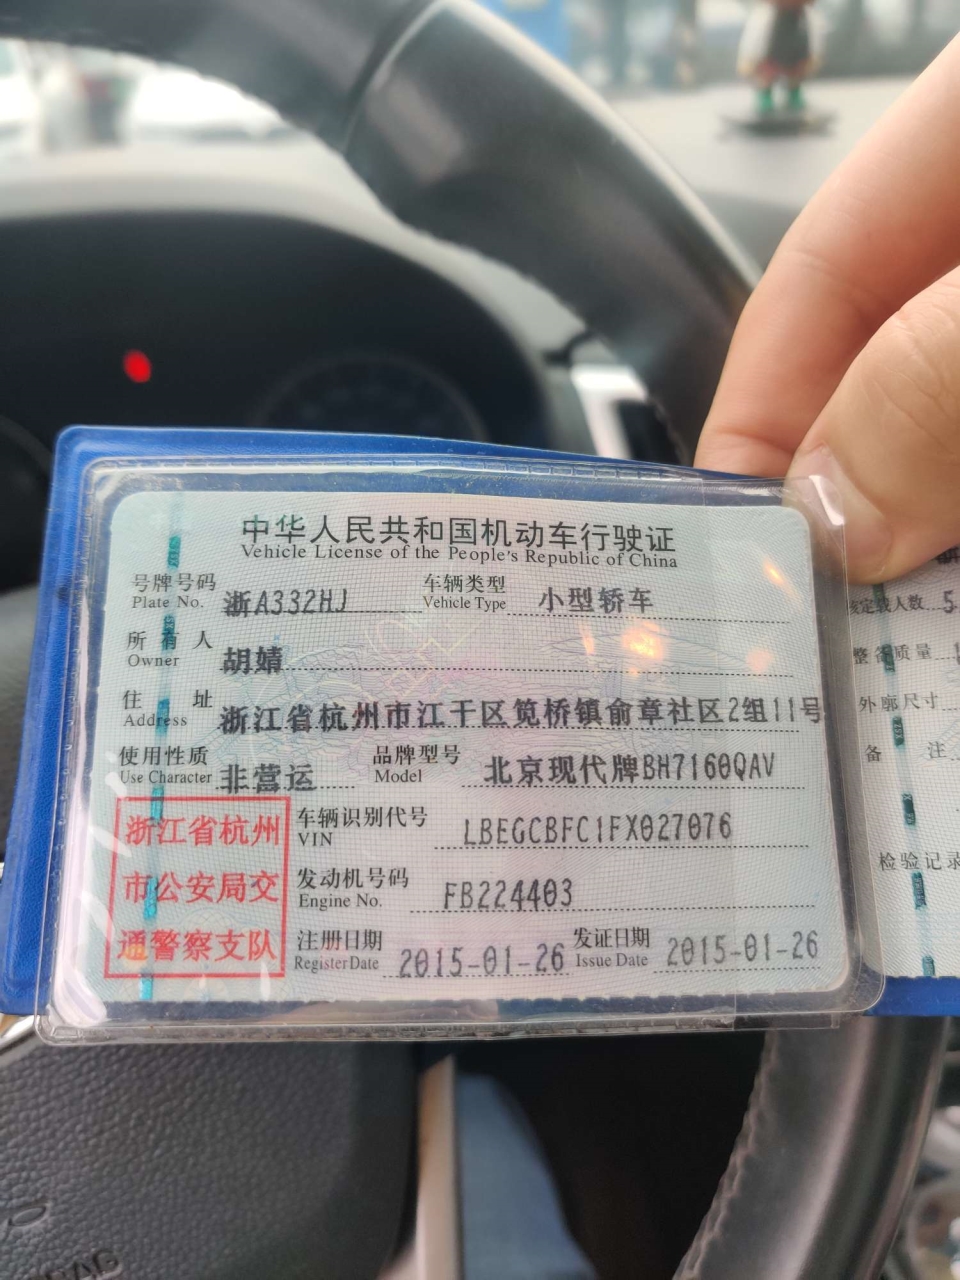 中华人民共和国机动车行驶证
Vehicle License of the People's Republic of China
号牌号码 浙A332HJ 车辆类型 小型轿车
Plate No. Vehicle Type
所有人 胡婧
Owner
住址 浙江省杭州市江干区笕桥镇俞章社区2组11号
Address
使用性质 非营运 品牌型号 北京现代牌BH7160QAV
Use Character Model
浙江省杭州
市公安局交
通警察支队
车辆识别代号 LBEGCBFC1FX027076
VIN
发动机号码 FB224403
Engine No.
注册日期 2015-01-26 发证日期 2015-01-26
Register Date Issue Date
核定载人数 5
整备质量
外廓尺寸
备注
检验记录